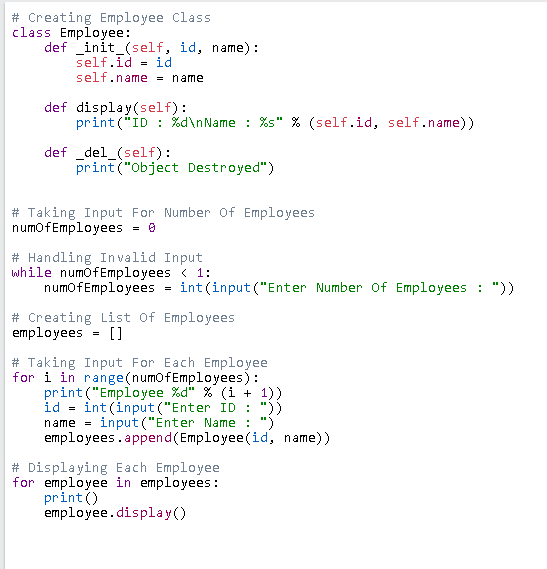 # Creating Employee Class
class Employee:
    def _init_(self, id, name):
        self.id = id
        self.name = name

    def display(self):
        print("ID : %d\nName : %s" % (self.id, self.name))

    def _del_(self):
        print("Object Destroyed")

# Taking Input For Number Of Employees
numOfEmployees = 0

# Handling Invalid Input
while numOfEmployees < 1:
    numOfEmployees = int(input("Enter Number Of Employees : "))

# Creating List Of Employees
employees = []

# Taking Input For Each Employee
for i in range(numOfEmployees):
    print("Employee %d" % (i + 1))
    id = int(input("Enter ID : "))
    name = input("Enter Name : ")
    employees.append(Employee(id, name))

# Displaying Each Employee
for employee in employees:
    print()
    employee.display()